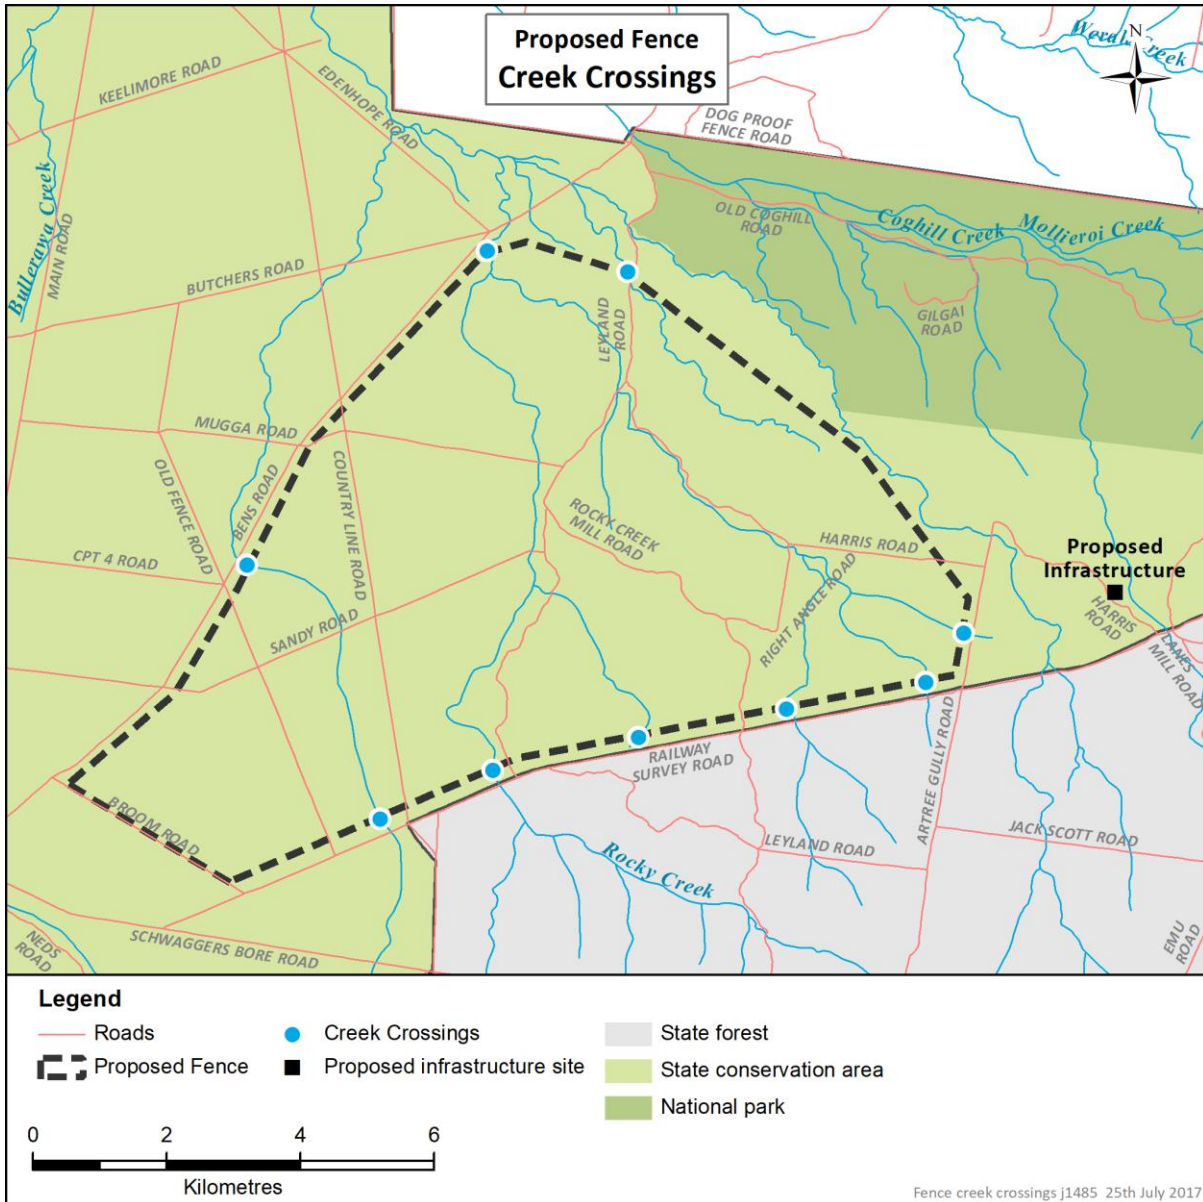 Proposed Fence
Creek Crossings
N
Werah Creek
KEELIMORE ROAD
EDENHOPE ROAD
DOG PROOF
FENCE ROAD
Bullerawa Creek
MAIN ROAD
OLD COGHILL
ROAD
Coghill Creek
Mollieroi Creek
BUTCHERS ROAD
LEYLAND
ROAD
GILGAI
ROAD
MUGGA ROAD
OLD FENCE ROAD
BENS ROAD
COUNTRY LINE ROAD
ROCKY CREEK
MILL ROAD
HARRIS ROAD
Proposed
Infrastructure
CPT 4 ROAD
SANDY ROAD
RIGHT ANGLE ROAD
HARRIS
ROAD
LANES
MILL ROAD
RAILWAY
SURVEY ROAD
ARTREE GULLY ROAD
BROOM ROAD
LEYLAND ROAD
JACK SCOTT ROAD
Rocky Creek
NEDS
ROAD
SCHWAGGERS BORE ROAD
EMU
ROAD
Legend
Roads
Creek Crossings
State forest
Proposed Fence
Proposed infrastructure site
State conservation area
National park
0 2 4 6
Kilometres
Fence creek crossings j1485 25th July 2017